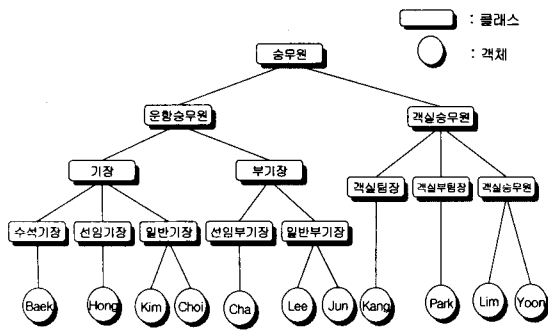 : 클래스
: 객체
승무원
운항승무원
객실승무원
기장
부기장
객실팀장
객실부팀장
객실승무원
수석기장
선임기장
일반기장
선임부기장
일반부기장
Baek
Hong
Kim
Choi
Cha
Lee
Jun
Kang
Park
Lim
Yoon